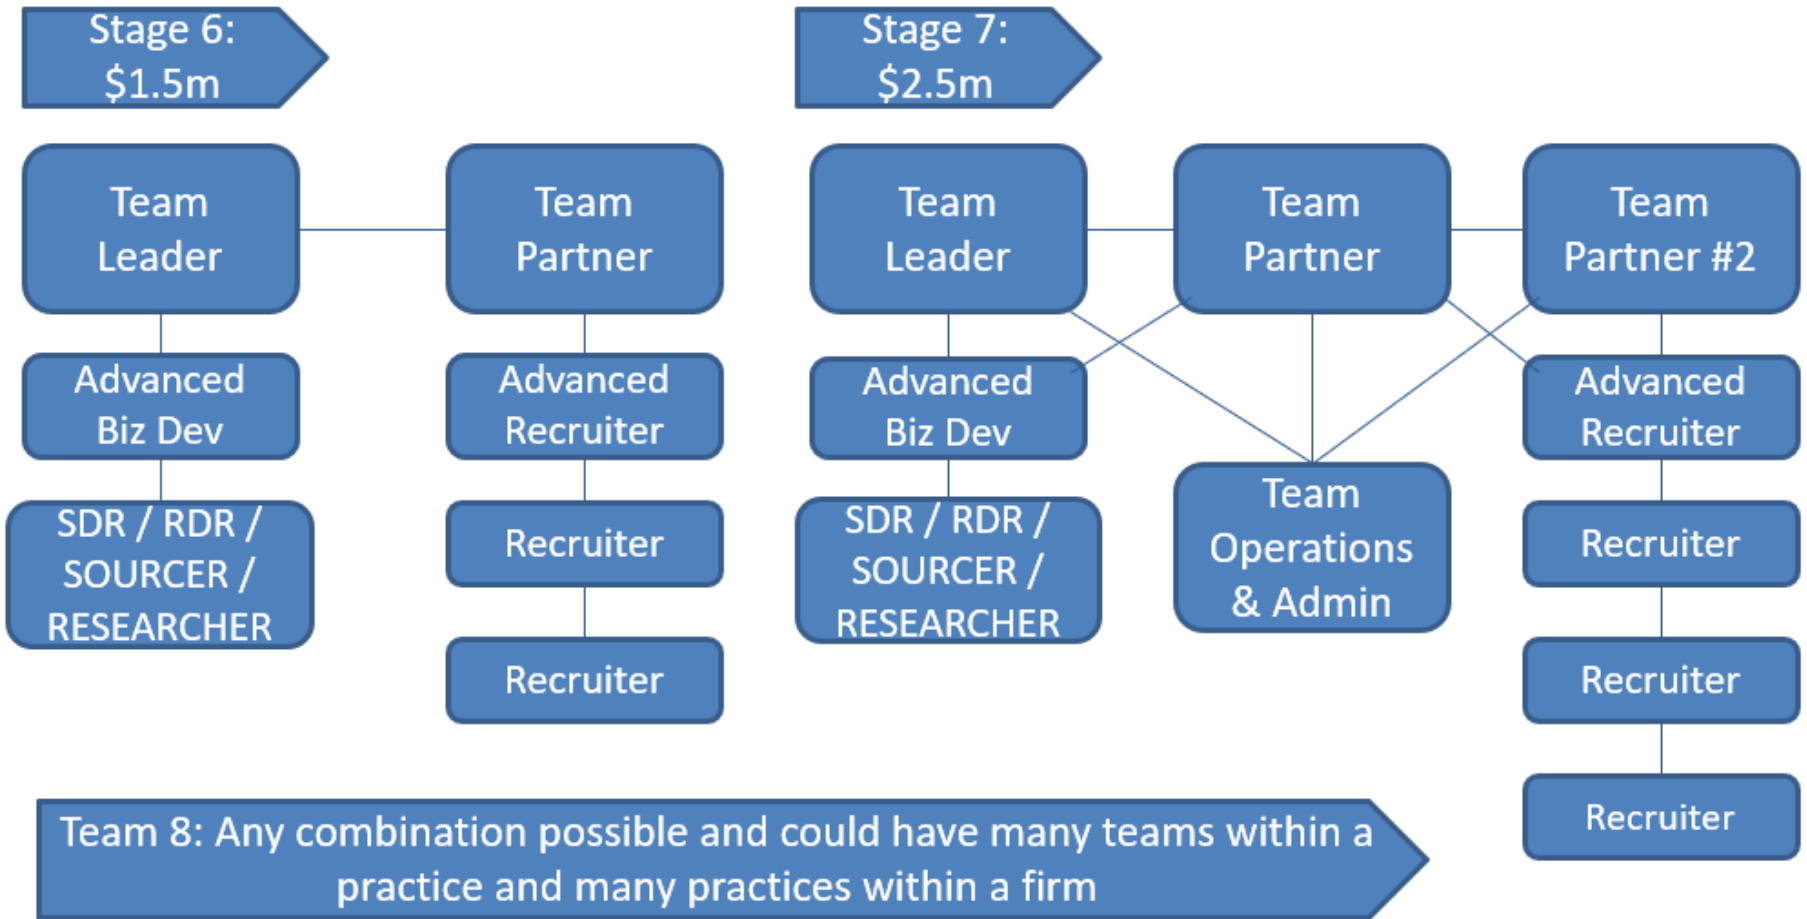 Stage 6:
$1.5m
Stage 7:
$2.5m
Team
Leader
Team
Partner
Team
Leader
Team
Partner
Team
Partner #2
Advanced
Biz Dev
Advanced
Recruiter
Advanced
Biz Dev
Advanced
Recruiter
SDR / RDR /
SOURCER /
RESEARCHER
Recruiter
Recruiter
SDR / RDR /
SOURCER /
RESEARCHER
Team
Operations
& Admin
Recruiter
Recruiter
Recruiter
Team 8: Any combination possible and could have many teams within a
practice and many practices within a firm